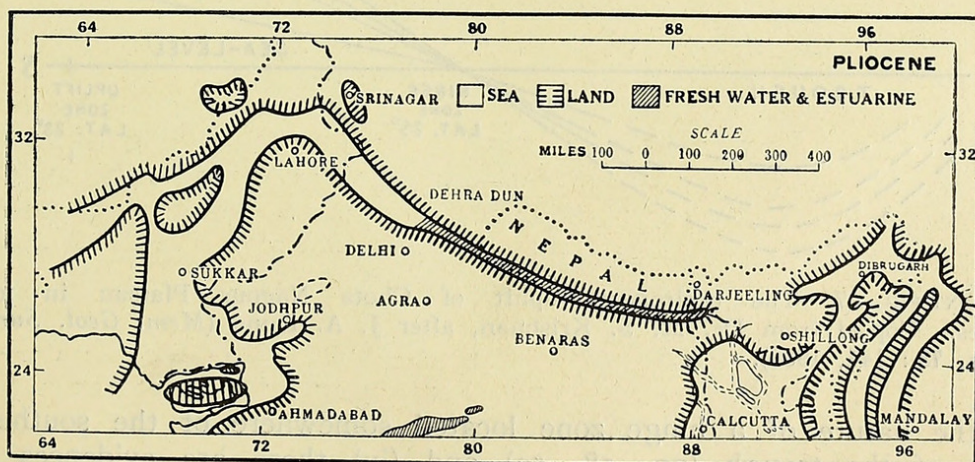 64 72 80 88 96
PLIOCENE
SRINAGAR
SEA LAND FRESH WATER & ESTUARINE
SCALE
32 32
MILES 100 0 100 200 300 400
LAHORE
DEHRA DUN
NEPAL
DELHI
SUKKAR
DIBRUGARH
AGRA
DARJEELING
JODHPUR
SHILLONG
BENARAS
24 24
AHMADABAD
CALCUTTA
MANDALAY
64 72 80 88 96